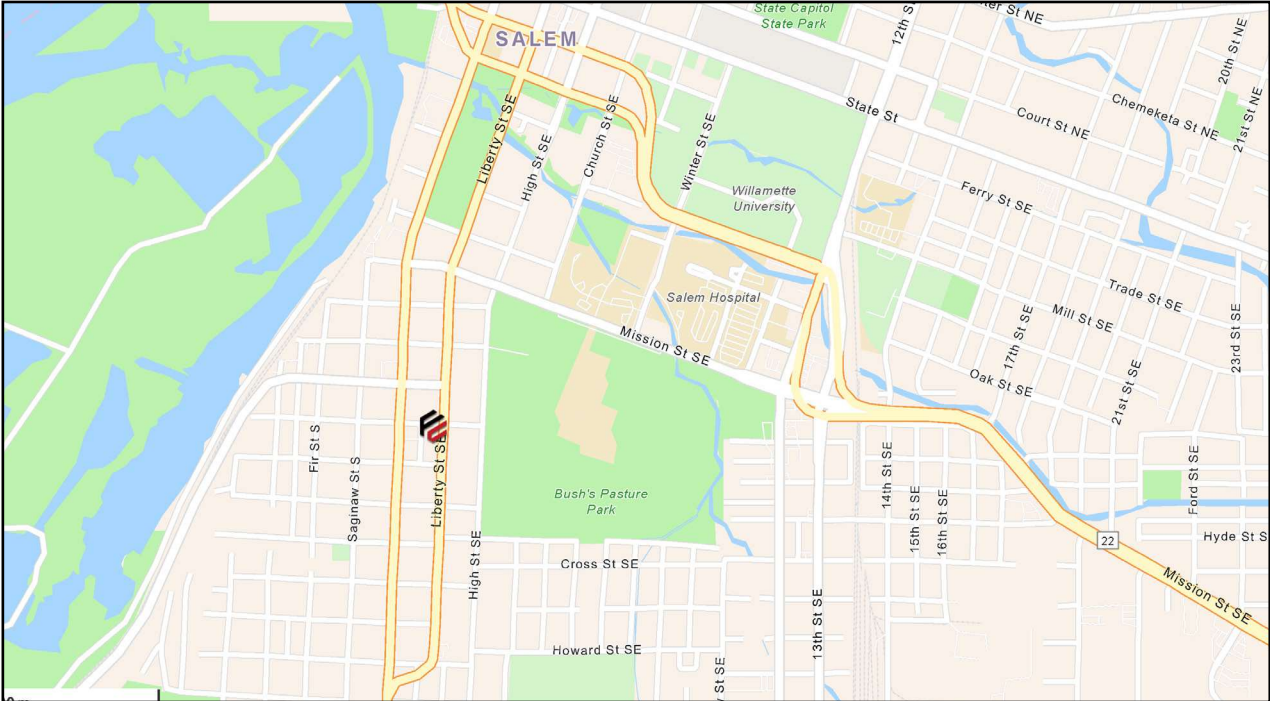 State Capitol
State Park
12th St
ter St NE
SALEM
20th St NE
State St
Court St NE
Chemeketa St NE
21st St NE
Liberty St SE
High St SE
Church St SE
Winter St SE
Willamette
University
Ferry St SE
Salem Hospital
Trade St SE
Mill St SE
17th St SE
23rd St SE
Mission St SE
Oak St SE
21st St SE
Fir St S
Saginaw St S
Liberty St SE
Bush's Pasture
Park
14th St SE
15th St SE
16th St SE
Ford St SE
22
Hyde St S
High St SE
Cross St SE
Mission St SE
13th St SE
Howard St SE
y St SE